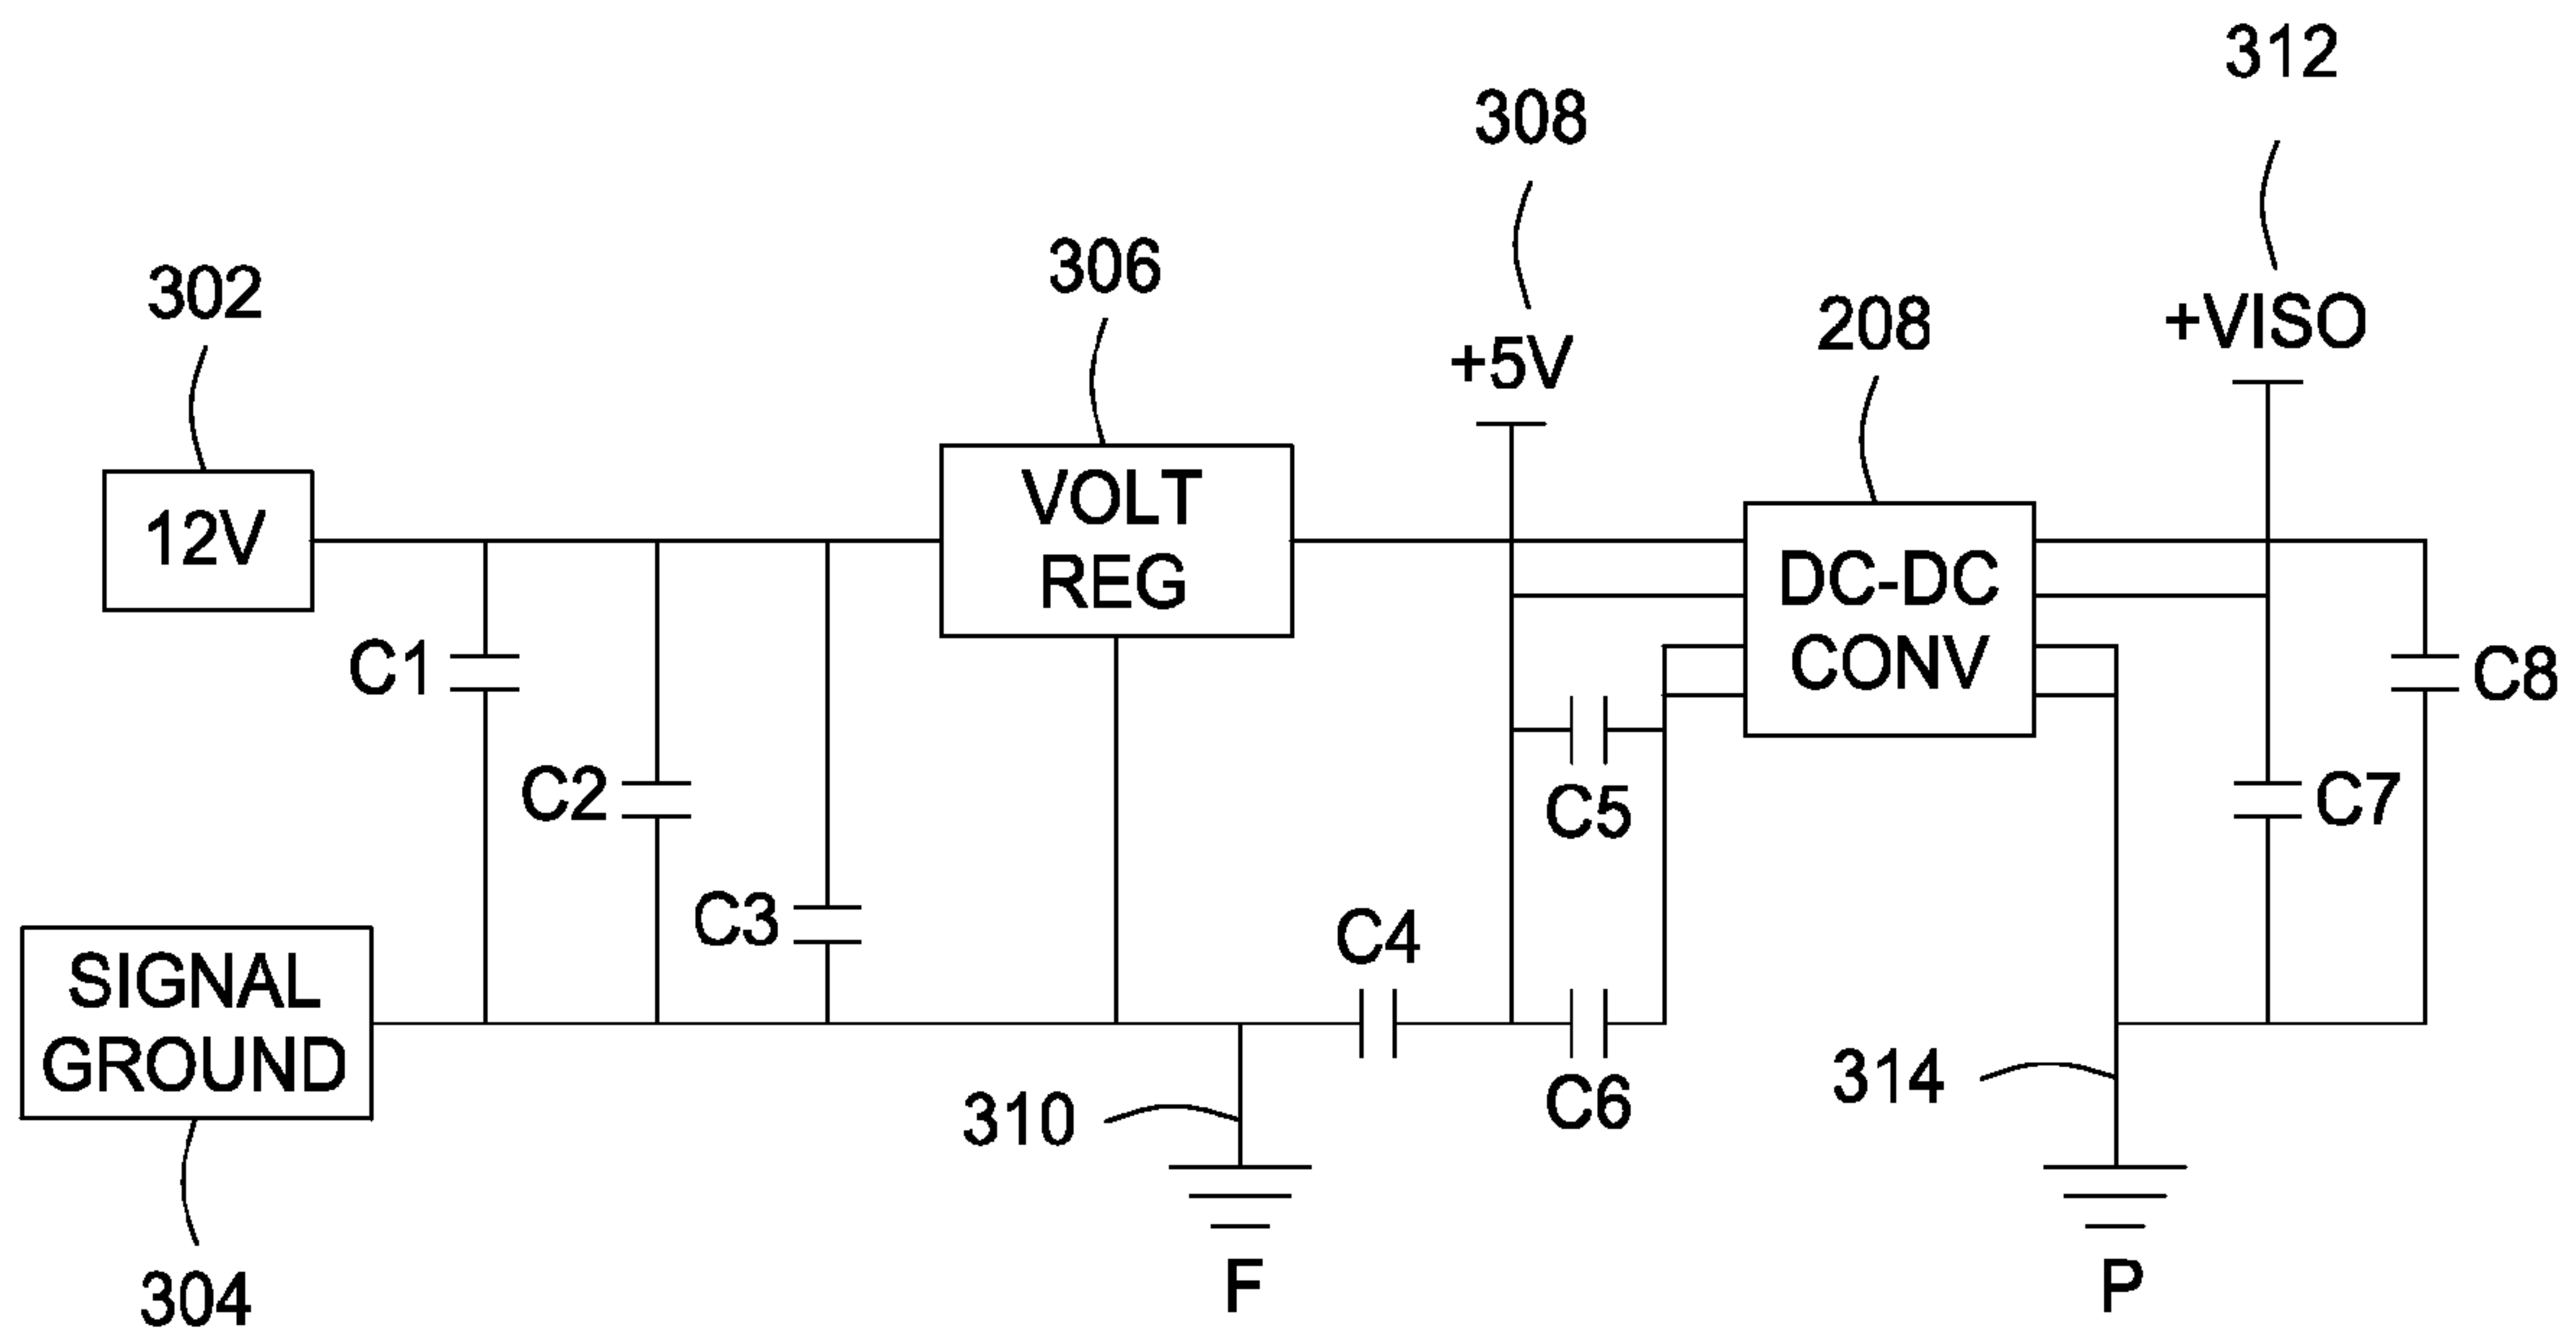 312
308
306
302
+VISO
208
+5V
VOLT
REG
12V
DC-DC
CONV
C1
C8
C2
C5
C7
C3
C4
SIGNAL
GROUND
314
C6
310
304
F
P